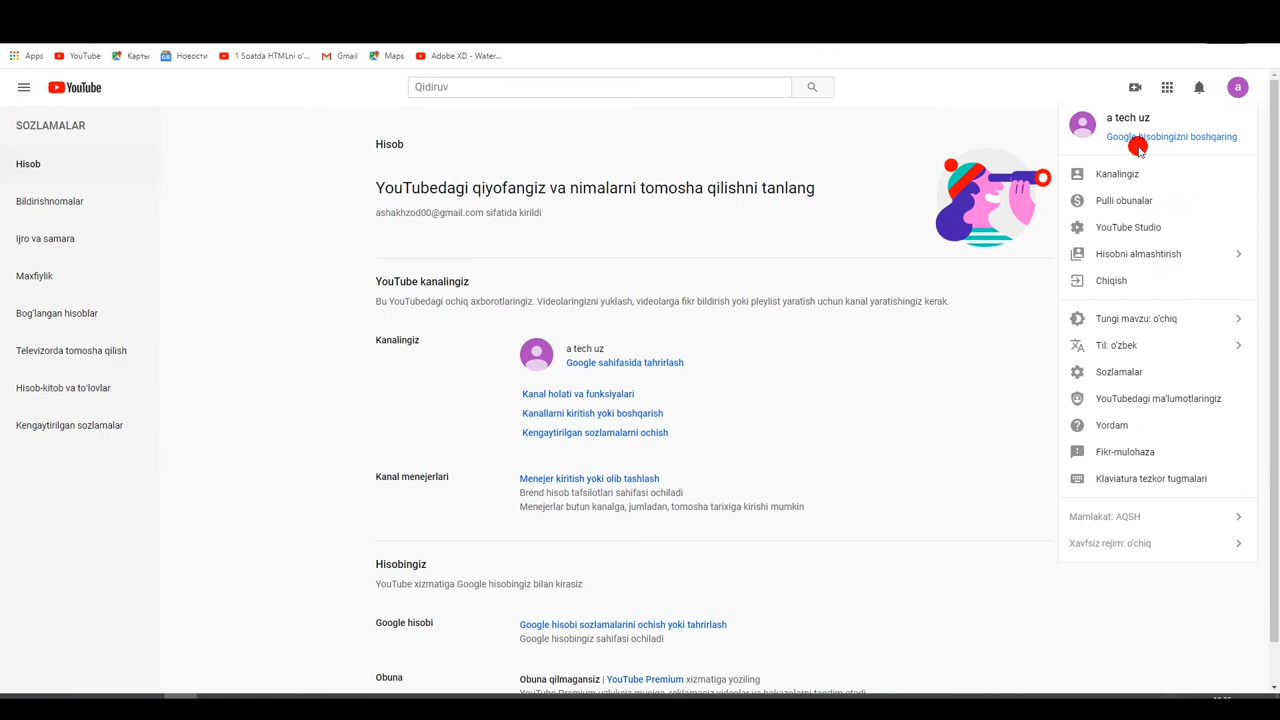 Apps YouTube Карты Новости 1 Soatda HTMLni o'... Gmail Maps Adobe XD - Water...
YouTube
Qidiruv
a
SOZLAMALAR
Hisob
Bildirishnomalar
Ijro va samara
Maxfiylik
Bog'langan hisoblar
Televizorda tomosha qilish
Hisob-kitob va to'lovlar
Kengaytirilgan sozlamalar
Hisob
YouTubedagi qiyofangiz va nimalarni tomosha qilishni tanlang
ashakhzod00@gmail.com sifatida kirildi
YouTube kanalingiz
Bu YouTubedagi ochiq axborotlaringiz. Videolaringizni yuklash, videolarga fikr bildirish yoki pleylist yaratish uchun kanal yaratishingiz kerak.
Kanalingiz
a tech uz
Google sahifasida tahrirlash
Kanal holati va funksiyalari
Kanallarni kiritish yoki boshqarish
Kengaytirilgan sozlamalarni ochish
Kanal menejerlari
Menejer kiritish yoki olib tashlash
Brend hisob tafsilotlari sahifasi ochiladi
Menejerlar butun kanalga, jumladan, tomosha tarixiga kirishi mumkin
Hisobingiz
YouTube xizmatiga Google hisobingiz bilan kirasiz
Google hisobi
Google hisobi sozlamalarini ochish yoki tahrirlash
Google hisobingiz sahifasi ochiladi
Obuna
Obuna qilmagansiz | YouTube Premium xizmatiga yoziling
a tech uz
Google hisobingizni boshqaring
Kanalingiz
Pulli obunalar
YouTube Studio
Hisobni almashtirish
Chiqish
Tungi mavzu: o'chiq
Til: o'zbek
Sozlamalar
YouTubedagi ma'lumotlaringiz
Yordam
Fikr-mulohaza
Klaviatura tezkor tugmalari
Mamlakat: AQSH
Xavfsiz rejim: o'chiq